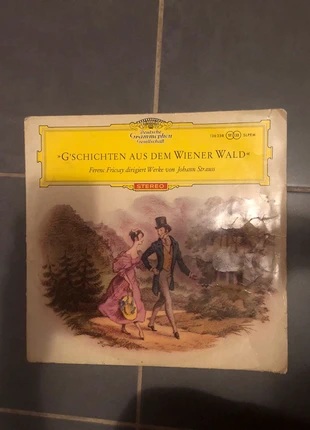 Deutsche
Grammophon
Gesellschaft
»G'SCHICHTEN AUS DEM WIENER WALD«
Ferenc Fricsay dirigiert Werke von Johann Strauss
STEREO